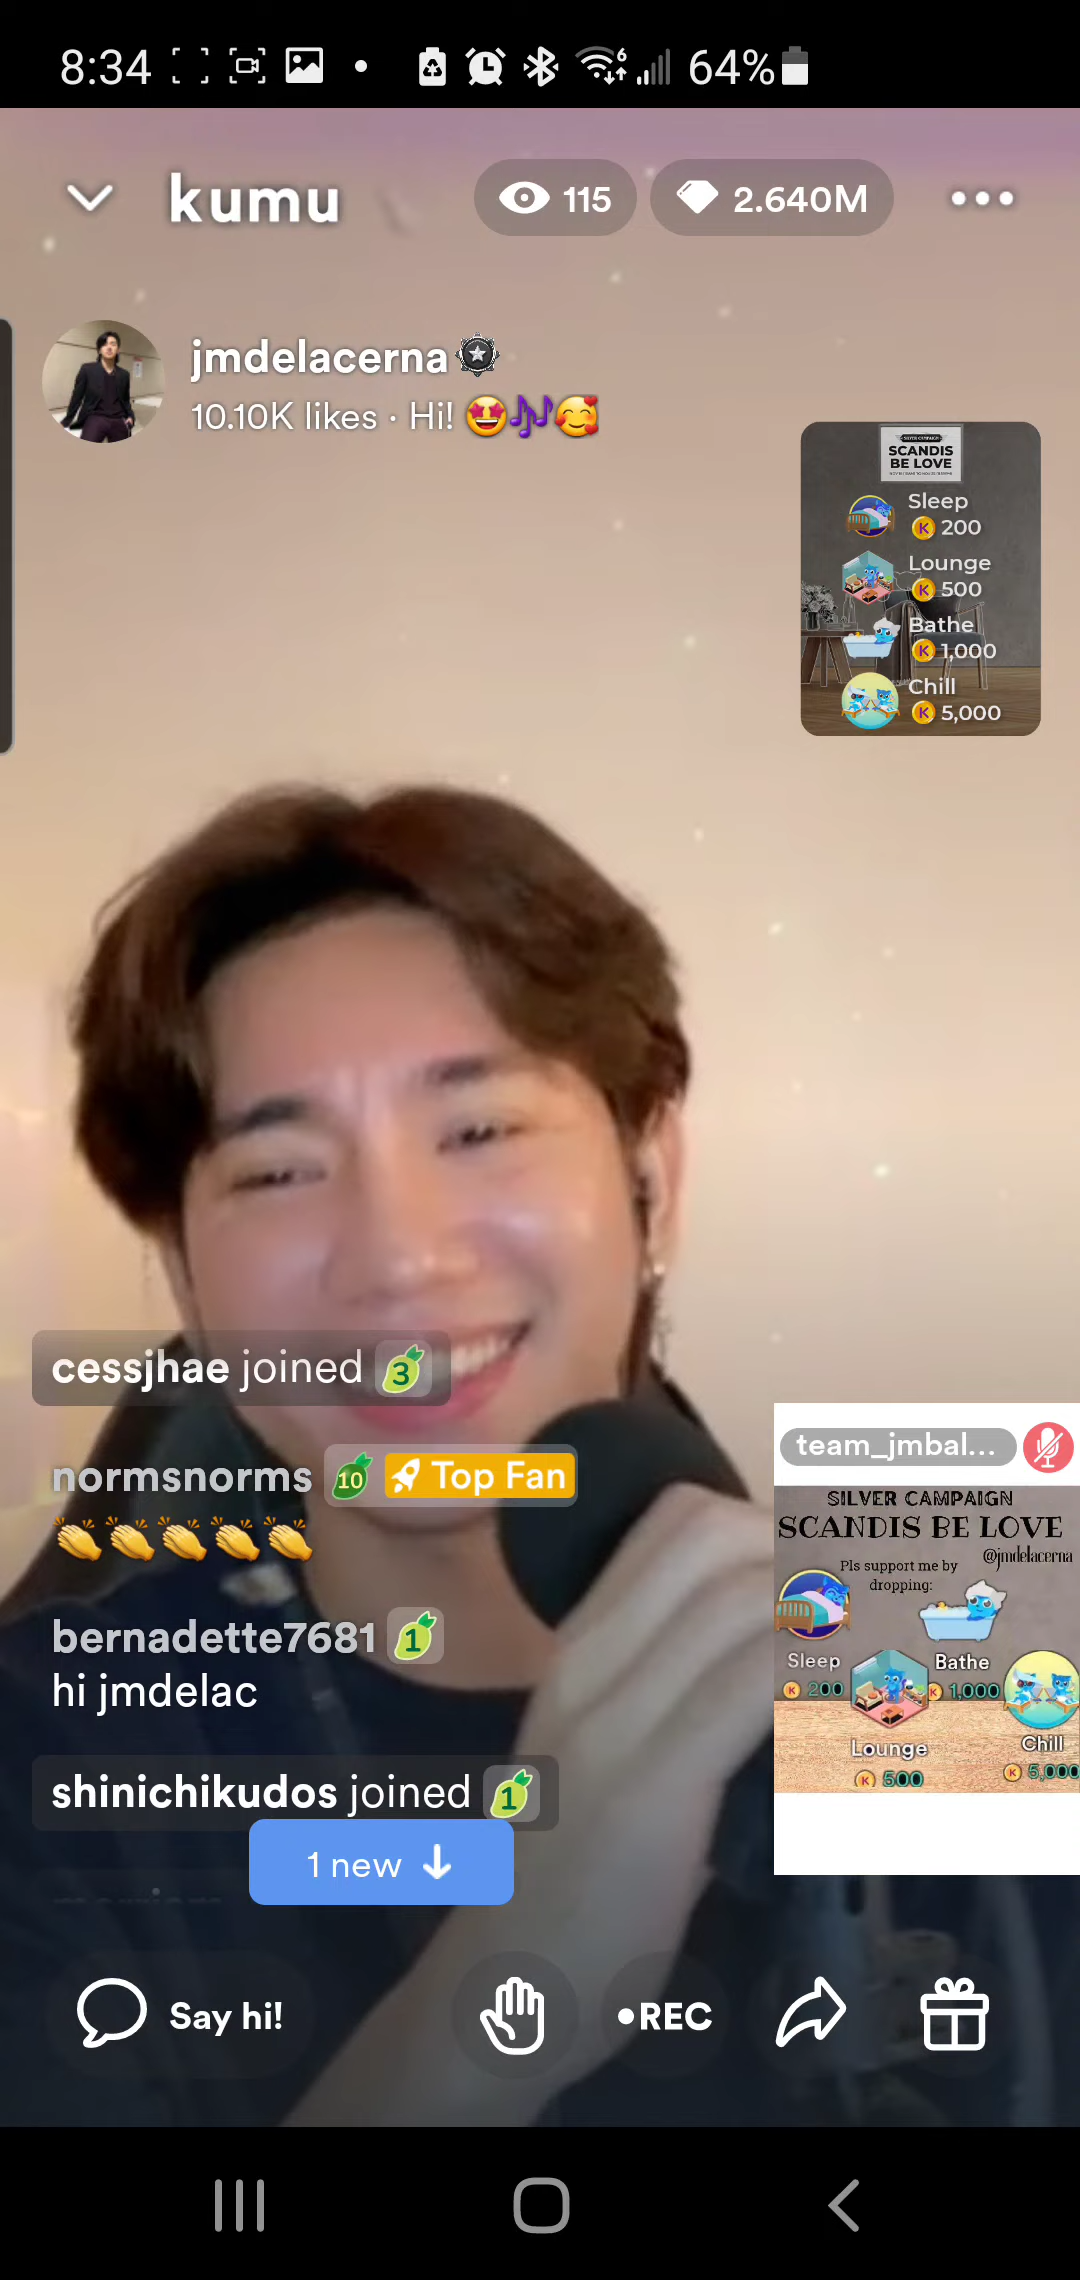 8:34
64%
kumu
115
2.640M
jmdelacerna
10.10K likes · Hi! 🤩🎶🥰
SILVER CAMPAIGN
SCANDIS
BE LOVE
Sleep
K 200
Lounge
K 500
Bathe
K 1,000
Chill
K 5,000
cessjhae joined 3
normsnorms 10 Top Fan
👏👏👏👏👏
bernadette7681 1
hi jmdelac
shinichikudos joined 1
1 new ↓
team_jmbal...
SILVER CAMPAIGN
SCANDIS BE LOVE
@jmdelacerna
Pls support me by
dropping:
Sleep
K 200
Bathe
K 1,000
Lounge
K 500
Chill
K 5,000
Say hi!
•REC